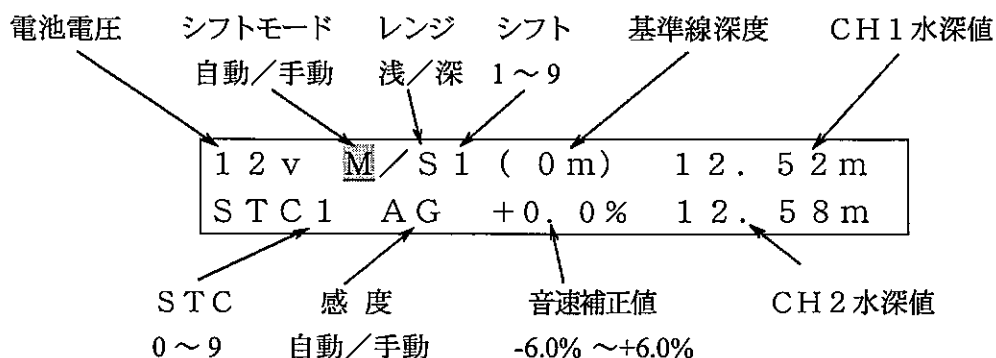 電池電圧 シフトモード レンジ シフト 基準線深度 CH1水深値
自動/手動 浅/深 1~9
12v M/S1(0m) 12.52m
STC1 AG +0.0% 12.58m
STC 感度 音速補正値 CH2水深値
0~9 自動/手動 -6.0% ~+6.0%